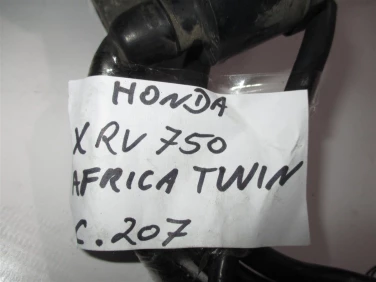 HONDA
XRV 750
AFRICA TWIN
C. 207